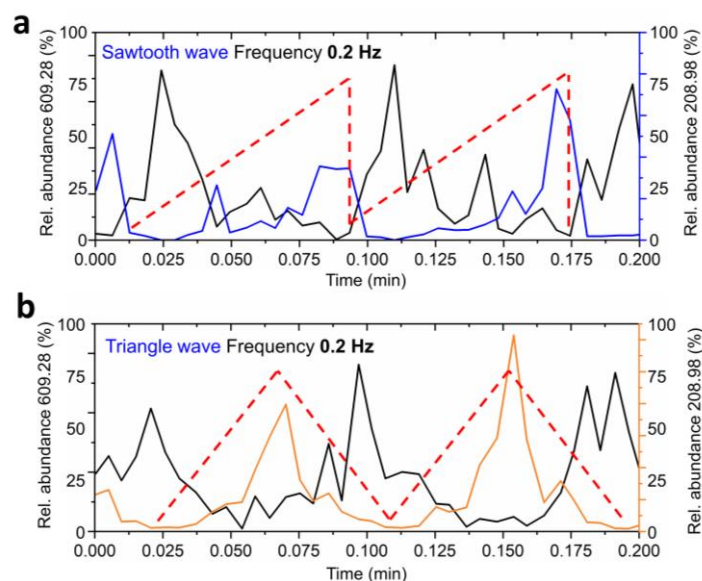 a
Sawtooth wave Frequency 0.2 Hz
Rel. abundance 609.28 (%)
100
75
50
25
0
Rel. abundance 208.98 (%)
100
75
50
25
0
0.000 0.025 0.050 0.075 0.100 0.125 0.150 0.175 0.200
Time (min)
b
Triangle wave Frequency 0.2 Hz
Rel. abundance 609.28 (%)
100
75
50
25
0
Rel. abundance 208.98 (%)
100
75
50
25
0
0.000 0.025 0.050 0.075 0.100 0.125 0.150 0.175 0.200
Time (min)